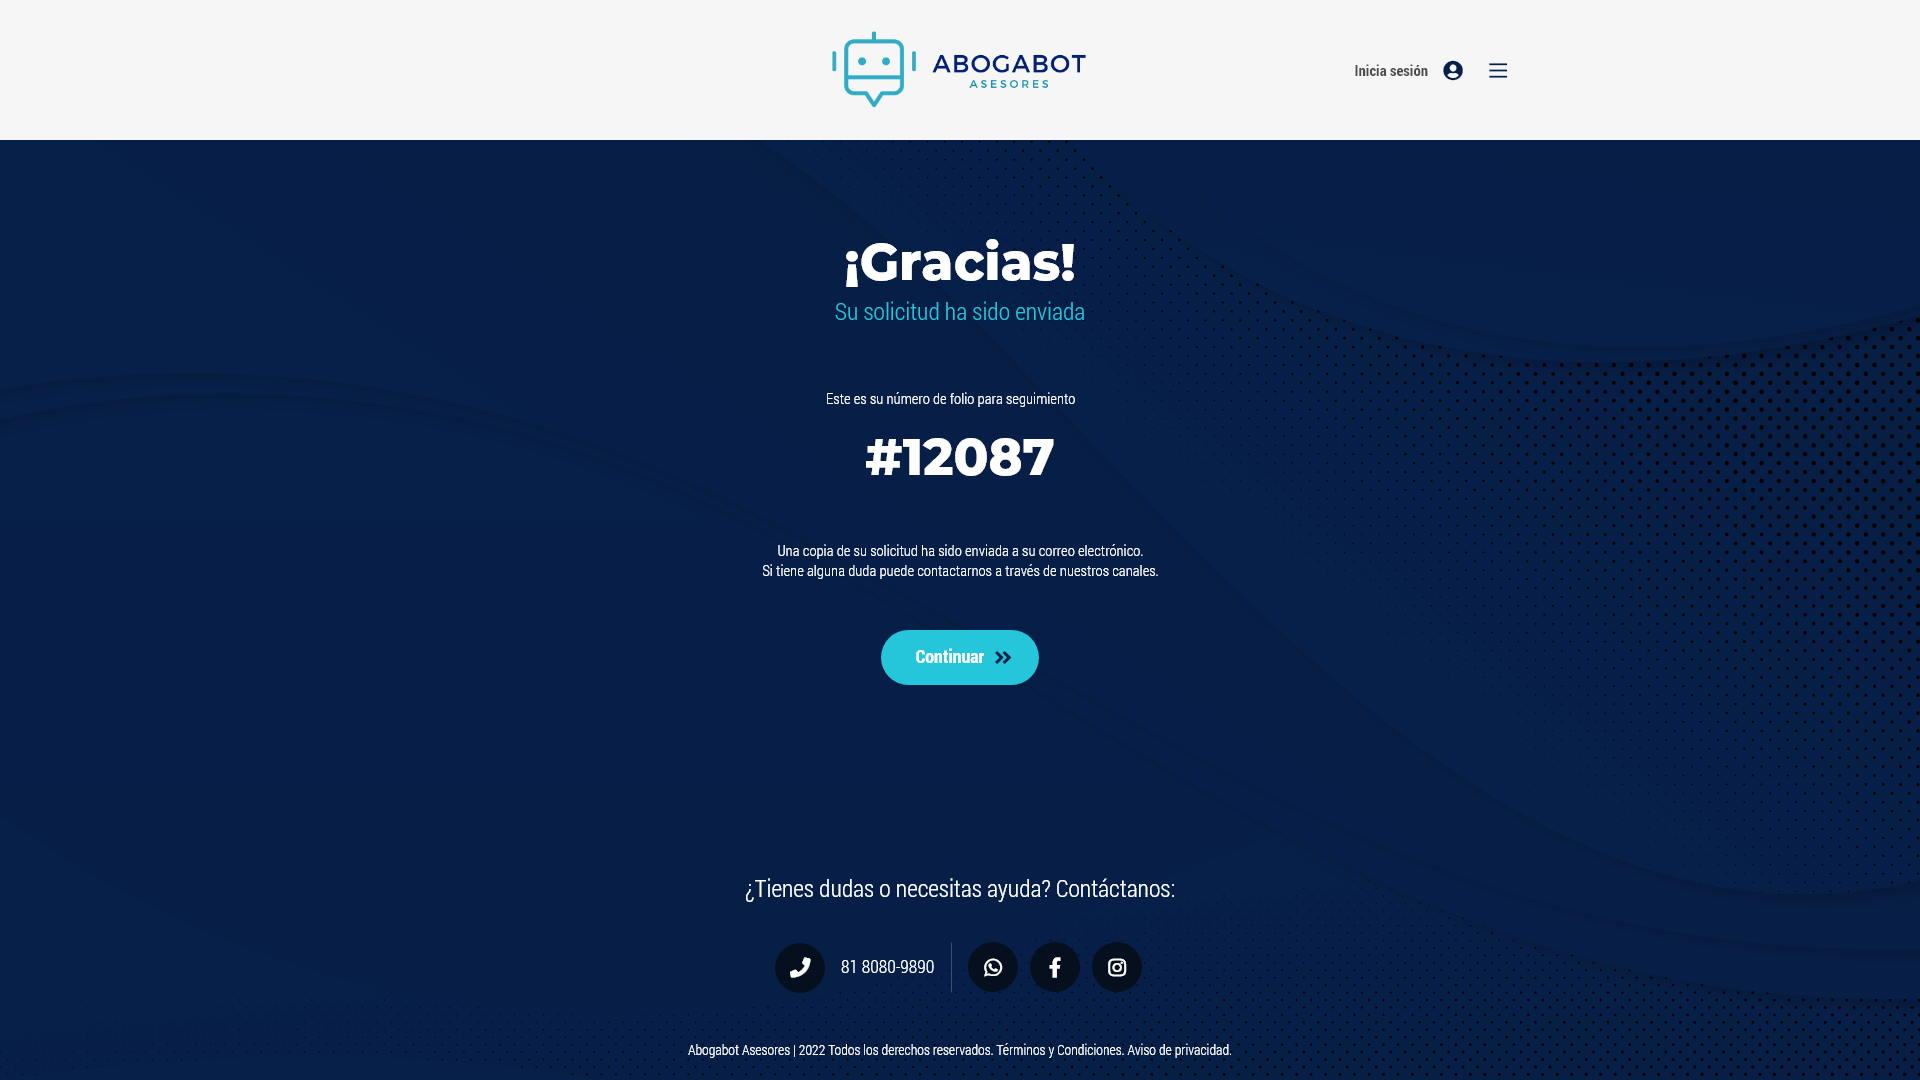 ABOGABOT
ASESORES
Inicia sesión
¡Gracias!
Su solicitud ha sido enviada
Este es su número de folio para seguimiento
#12087
Una copia de su solicitud ha sido enviada a su correo electrónico.
Si tiene alguna duda puede contactarnos a través de nuestros canales.
Continuar
¿Tienes dudas o necesitas ayuda? Contáctanos:
81 8080-9890
Abogabot Asesores | 2022 Todos los derechos reservados. Términos y Condiciones. Aviso de privacidad.